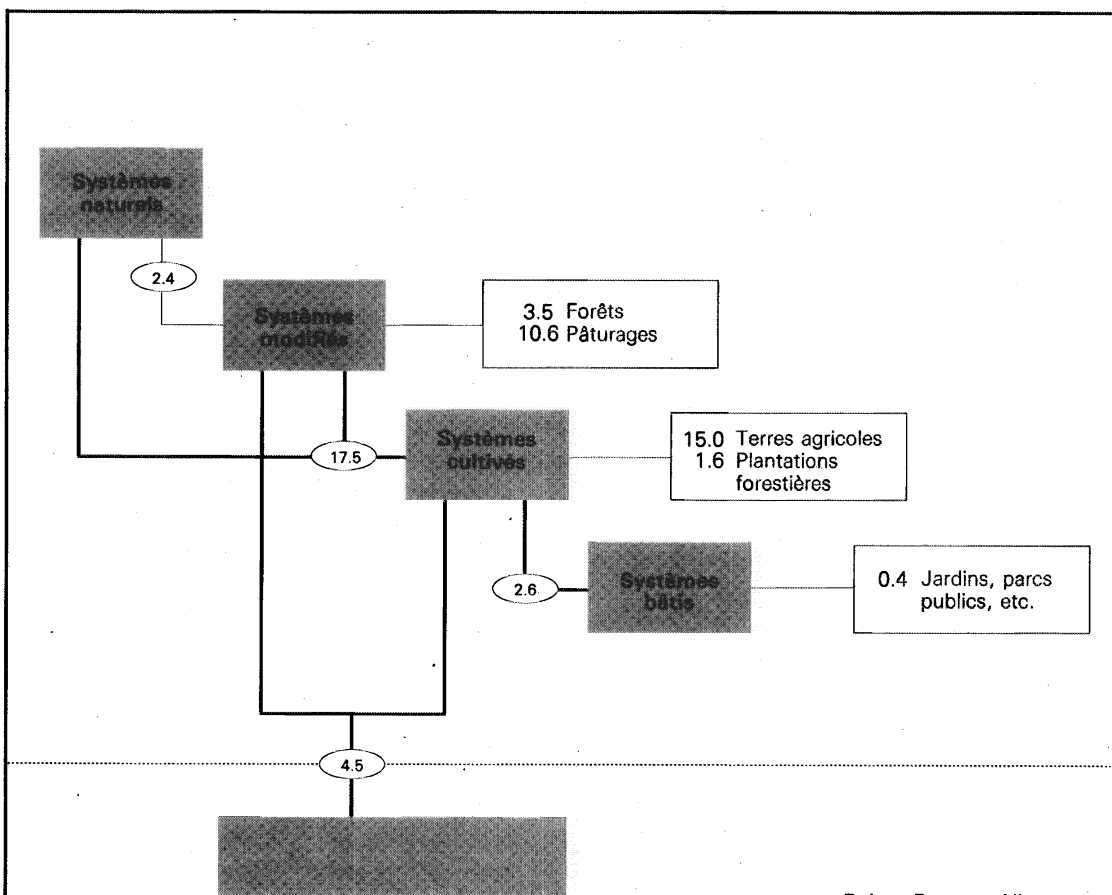 Systèmes
naturals
2.4
Systèmes
modifiés
3.5 Forêts
10.6 Pâturages
17.5
Systèmes
cultivés
15.0 Terres agricoles
1.6 Plantations
forestières
2.6
Systèmes
bâtis
0.4 Jardins, parcs
publics, etc.
4.5